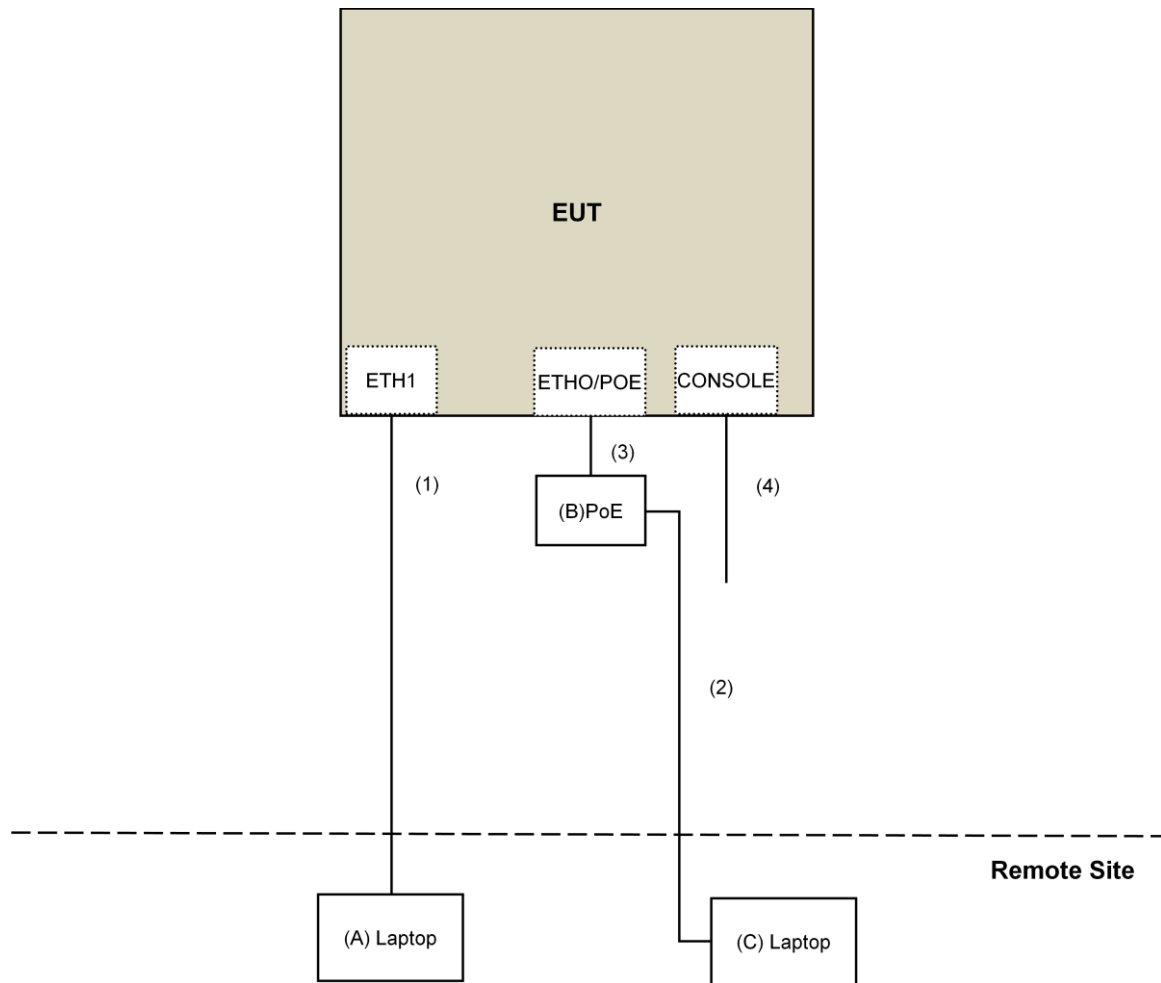 EUT
ETH1
ETHO/POE
CONSOLE
(3)
(1)
(4)
(B)PoE
(2)
Remote Site
(A) Laptop
(C) Laptop